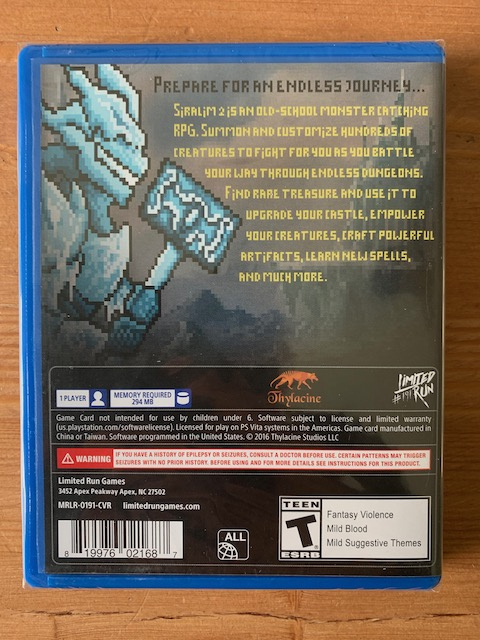 PREPARE FOR AN ENDLESS JOURNEY...
SIRALIM 2 IS AN OLD-SCHOOL MONSTER CATCHING
RPG. SUMMON AND CUSTOMIZE HUNDREDS OF
CREATURES TO FIGHT FOR YOU AS YOU BATTLE
YOUR WAY THROUGH ENDLESS DUNGEONS.
FIND RARE TREASURE AND USE IT TO
UPGRADE YOUR CASTLE, EMPOWER
YOUR CREATURES, CRAFT POWERFUL
ARTIFACTS, LEARN NEW SPELLS,
AND MUCH MORE.
1 PLAYER
MEMORY REQUIRED
294 MB
Thylacine
LIMITED
RUN
#191
Game Card not intended for use by children under 6. Software subject to license and limited warranty
(us.playstation.com/softwarelicense). Licensed for play on PS Vita systems in the Americas. Game card manufactured in
China or Taiwan. Software programmed in the United States. © 2016 Thylacine Studios LLC
WARNING
IF YOU HAVE A HISTORY OF EPILEPSY OR SEIZURES, CONSULT A DOCTOR BEFORE USE. CERTAIN PATTERNS MAY TRIGGER
SEIZURES WITH NO PRIOR HISTORY. BEFORE USING AND FOR MORE DETAILS SEE INSTRUCTIONS FOR THIS PRODUCT.
Limited Run Games
3452 Apex Peakway Apex, NC 27502
MRLR-0191-CVR limitedrungames.com
8 19976 02168 7
ALL
TEEN
T
ESRB
Fantasy Violence
Mild Blood
Mild Suggestive Themes